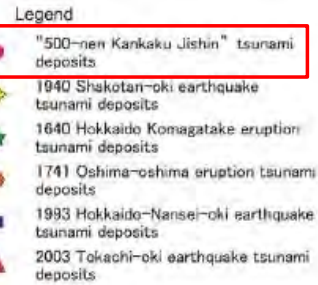 Legend
"500-nen Kankaku Jishin" tsunami
deposits
1940 Shakotan-oki earthquake
tsunami deposits
1640 Hokkaido Komagatake eruption
tsunami deposits
1741 Oshima-oshima eruption tsunami
deposits
1993 Hokkaido-Nansei-oki earthquake
tsunami deposits
2003 Tokachi-oki earthquake tsunami
deposits